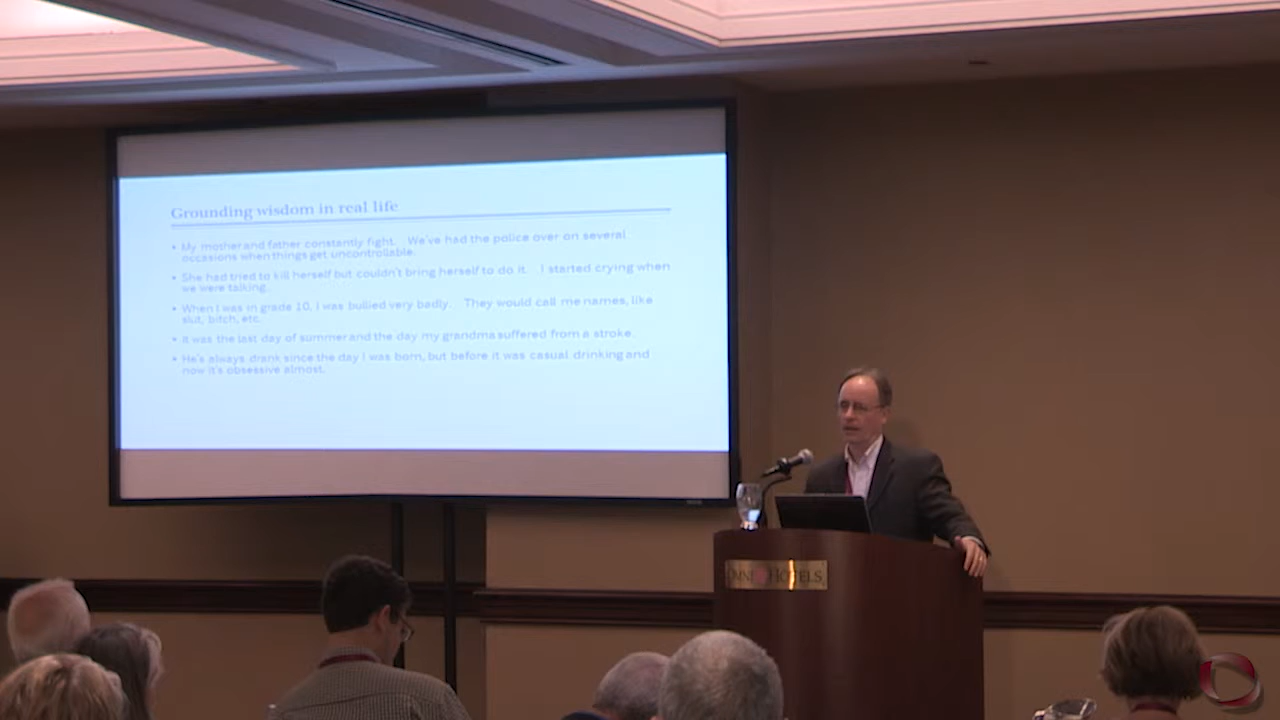 Grounding wisdom in real life
• My mother and father constantly fight. We've had the police over on several
occasions when things get uncontrollable.
• She had tried to kill herself but couldn't bring herself to do it. I started crying when
we were talking.
• When I was in grade 10, I was bullied very badly. They would call me names, like
slut, bitch, etc.
• It was the last day of summer and the day my grandma suffered from a stroke.
• He's always drank since the day I was born, but before it was casual drinking and
now it's obsessive almost.
OMNI HOTELS